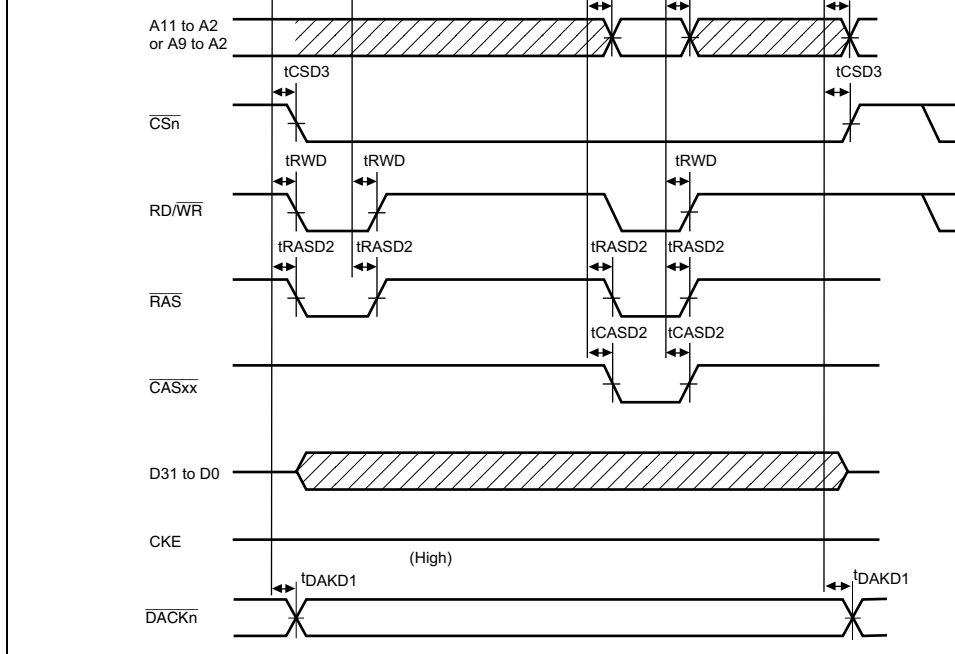 A11 to A2
or A9 to A2
tCSD3 tCSD3
CSn
tRWD tRWD tRWD
RD/WR
tRASD2 tRASD2 tRASD2 tRASD2
RAS
tCASD2 tCASD2
CASxx
D31 to D0
CKE
(High)
tDAKD1 tDAKD1
DACKn